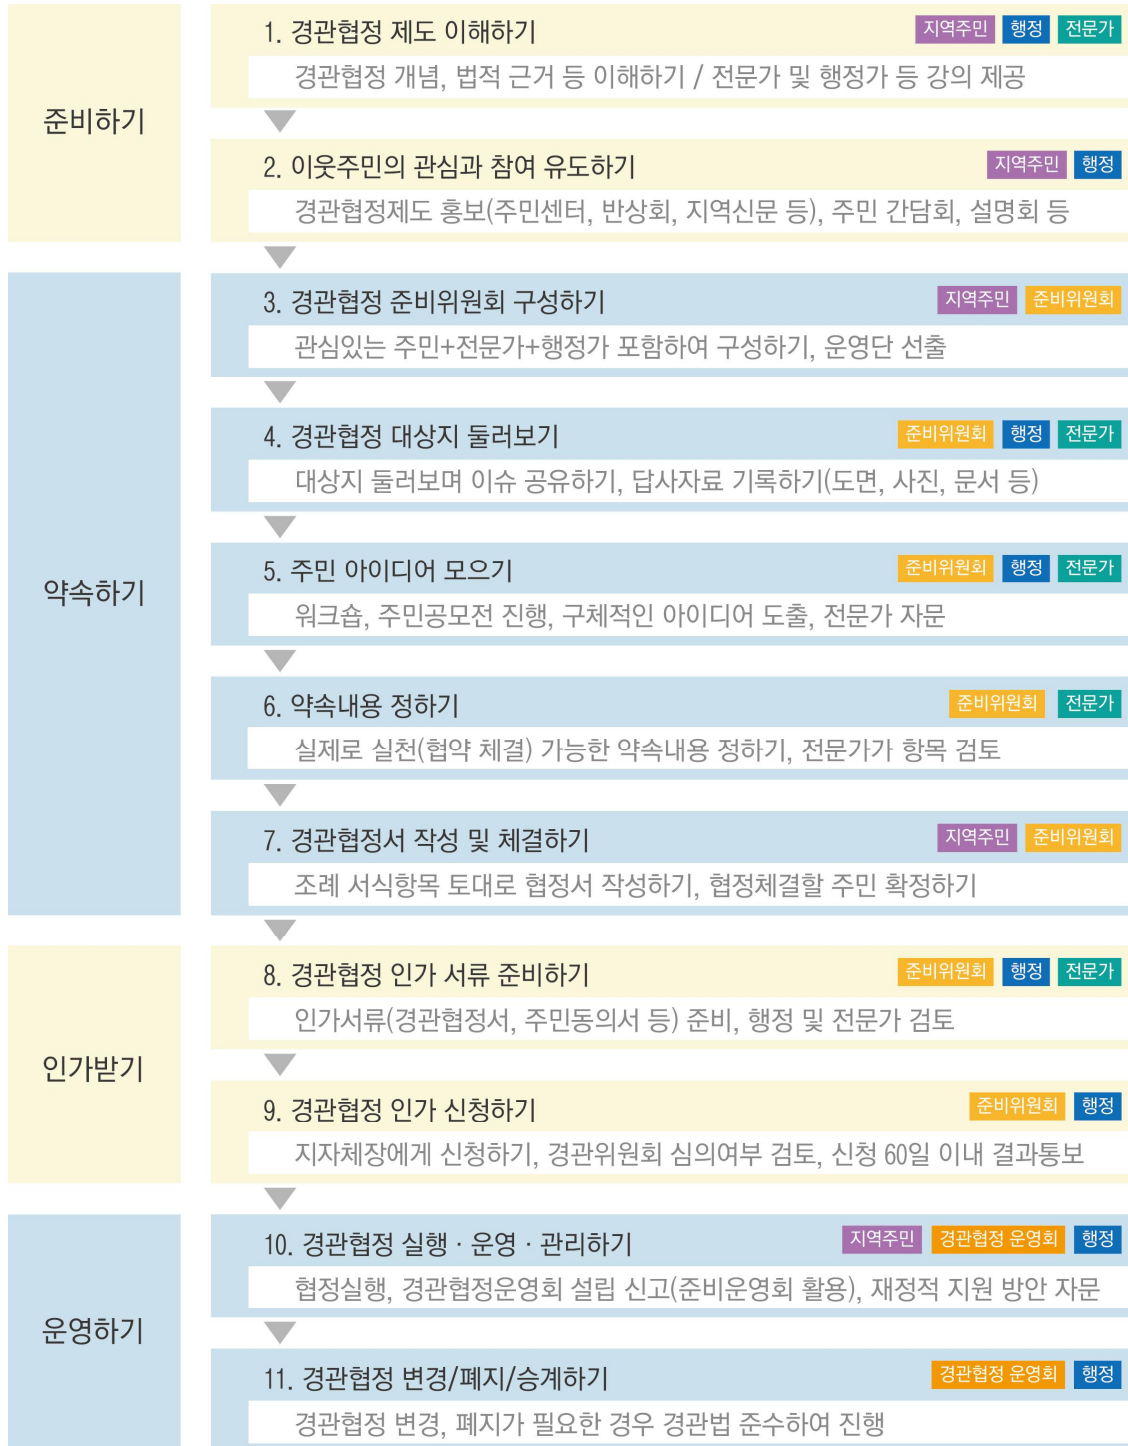 준비하기
1. 경관협정 제도 이해하기 지역주민 행정 전문가
경관협정 개념, 법적 근거 등 이해하기 / 전문가 및 행정가 등 강의 제공
2. 이웃주민의 관심과 참여 유도하기 지역주민 행정
경관협정제도 홍보(주민센터, 반상회, 지역신문 등), 주민 간담회, 설명회 등
약속하기
3. 경관협정 준비위원회 구성하기 지역주민 준비위원회
관심있는 주민+전문가+행정가 포함하여 구성하기, 운영단 선출
4. 경관협정 대상지 둘러보기 준비위원회 행정 전문가
대상지 둘러보며 이슈 공유하기, 답사자료 기록하기(도면, 사진, 문서 등)
5. 주민 아이디어 모으기 준비위원회 행정 전문가
워크숍, 주민공모전 진행, 구체적인 아이디어 도출, 전문가 자문
6. 약속내용 정하기 준비위원회 전문가
실제로 실천(협약 체결) 가능한 약속내용 정하기, 전문가가 항목 검토
7. 경관협정서 작성 및 체결하기 지역주민 준비위원회
조례 서식항목 토대로 협정서 작성하기, 협정체결할 주민 확정하기
인가받기
8. 경관협정 인가 서류 준비하기 준비위원회 행정 전문가
인가서류(경관협정서, 주민동의서 등) 준비, 행정 및 전문가 검토
9. 경관협정 인가 신청하기 준비위원회 행정
지자체장에게 신청하기, 경관위원회 심의여부 검토, 신청 60일 이내 결과통보
운영하기
10. 경관협정 실행 · 운영 · 관리하기 지역주민 경관협정 운영회 행정
협정실행, 경관협정운영회 설립 신고(준비운영회 활용), 재정적 지원 방안 자문
11. 경관협정 변경/폐지/승계하기 경관협정 운영회 행정
경관협정 변경, 폐지가 필요한 경우 경관법 준수하여 진행